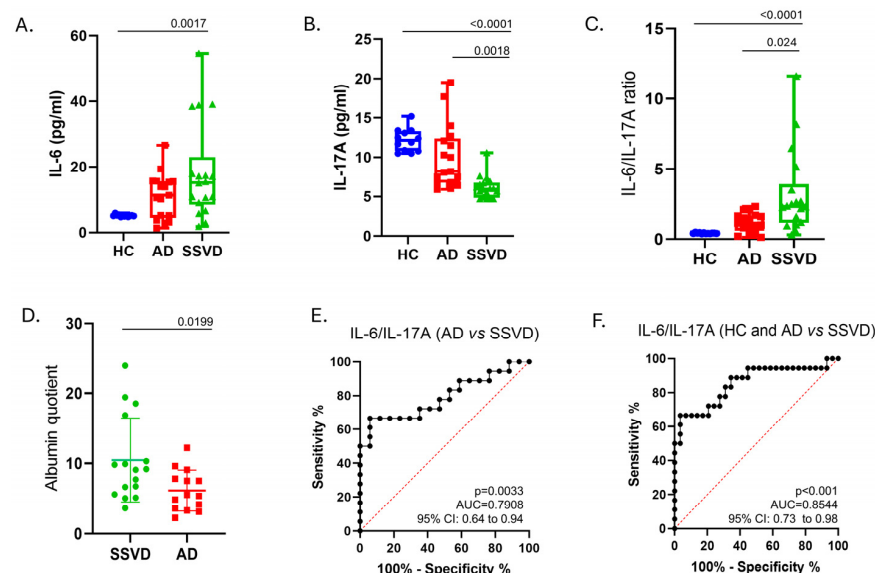 A.
0.0017
IL-6 (pg/ml)
60
40
20
0
HC AD SSVD
B.
<0.0001
0.0018
IL-17A (pg/ml)
25
20
15
10
5
0
HC AD SSVD
C.
<0.0001
0.024
IL-6/IL-17A ratio
15
10
5
0
HC AD SSVD
D.
0.0199
Albumin quotient
30
20
10
0
SSVD AD
E.
IL-6/IL-17A (AD vs SSVD)
Sensitivity %
100
80
60
40
20
0
p=0.0033
AUC=0.7908
95% CI: 0.64 to 0.94
0 20 40 60 80 100
100% - Specificity %
F.
IL-6/IL-17A (HC and AD vs SSVD)
Sensitivity %
100
80
60
40
20
0
p<0.001
AUC=0.8544
95% CI: 0.73 to 0.98
0 20 40 60 80 100
100% - Specificity %